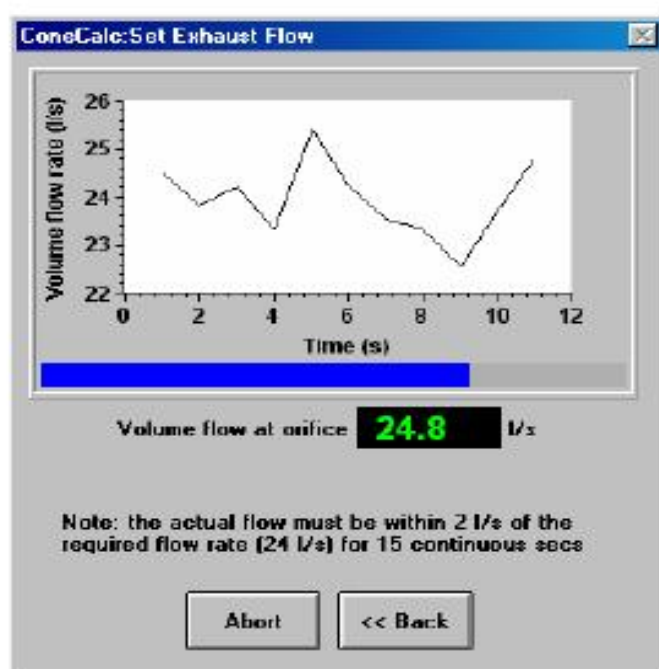 ConeCalc:Set Exhaust Flow
Volume flow rate (l/s)
26
25
24
23
22
0 2 4 6 8 10 12
Time (s)
Volume flow at orifice 24.8 l/s
Note: the actual flow must be within 2 l/s of the
required flow rate (24 l/s) for 15 continuous secs
Abort << Back